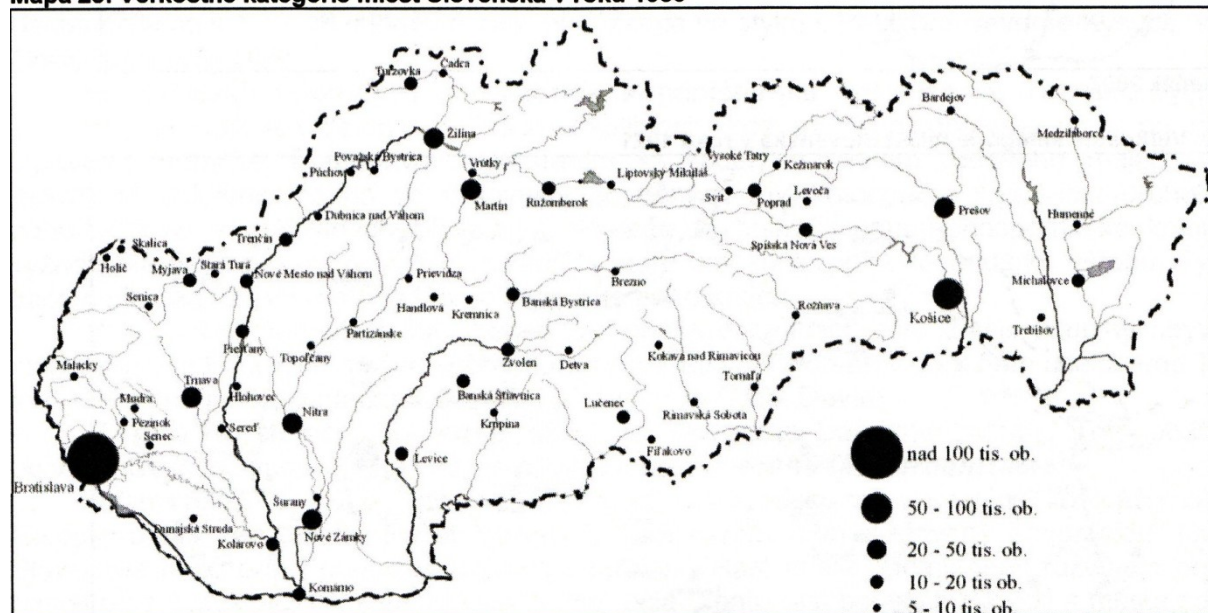 Mapa 20: Veľkostné kategórie miest Slovenska v roku 1950
Čadca
Turzovka
Bardejov
Medzilaborce
Žilina
Považská Bystrica
Vrútky
Vysoké Tatry
Kežmarok
Púchov
Liptovský Mikuláš
Levoča
Svit
Poprad
Martin
Ružomberok
Prešov
Dubnica nad Váhom
Humenné
Trenčín
Spišská Nová Ves
Skalica
Holíč
Myjava
Stará Turá
Nové Mesto nad Váhom
Prievidza
Brezno
Michalovce
Senica
Handlová
Kremnica
Banská Bystrica
Rožňava
Košice
Trebišov
Partizánske
Piešťany
Topoľčany
Zvolen
Detva
Kokava nad Rimavicou
Malacky
Trnava
Hlohovec
Banská Štiavnica
Tornaľa
Modra
Pezinok
Nitra
Krupina
Lučenec
Rimavská Sobota
Senec
Sereď
Fiľakovo
Levice
nad 100 tis. ob.
Bratislava
Šurany
50 - 100 tis. ob.
Dunajská Streda
Nové Zámky
Kolárovo
20 - 50 tis. ob.
10 - 20 tis ob.
Komárno
5 - 10 tis. ob.